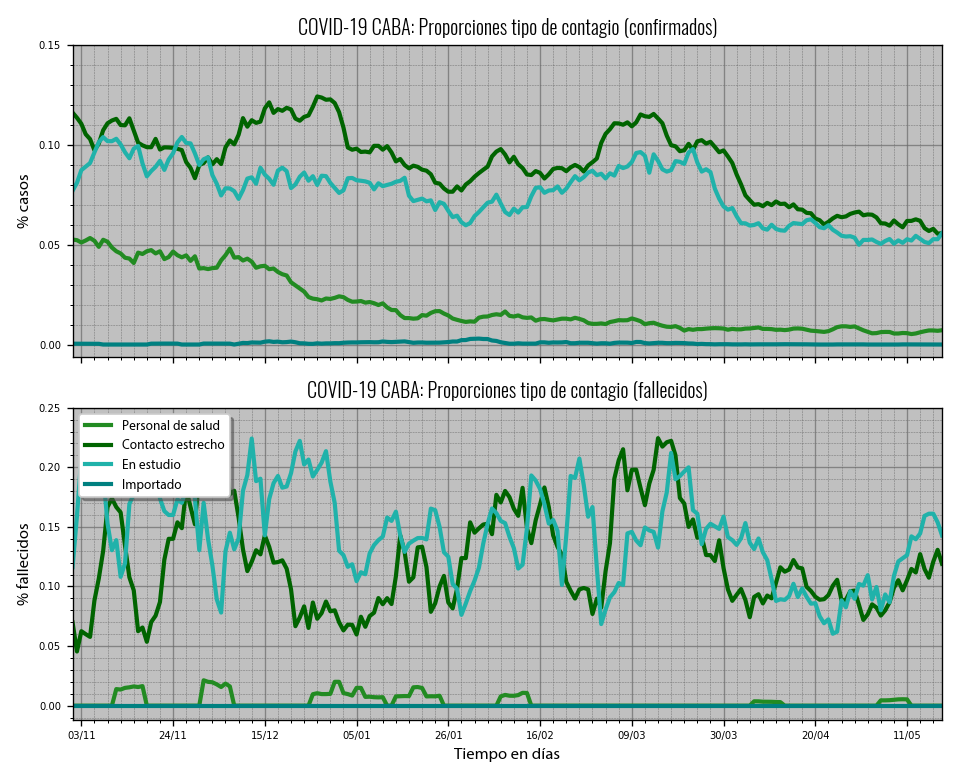 COVID-19 CABA: Proporciones tipo de contagio (confirmados)
0.15
0.10
0.05
0.00
% casos
COVID-19 CABA: Proporciones tipo de contagio (fallecidos)
0.25
0.20
0.15
0.10
0.05
0.00
% fallecidos
Personal de salud
Contacto estrecho
En estudio
Importado
03/11 24/11 15/12 05/01 26/01 16/02 09/03 30/03 20/04 11/05
Tiempo en días